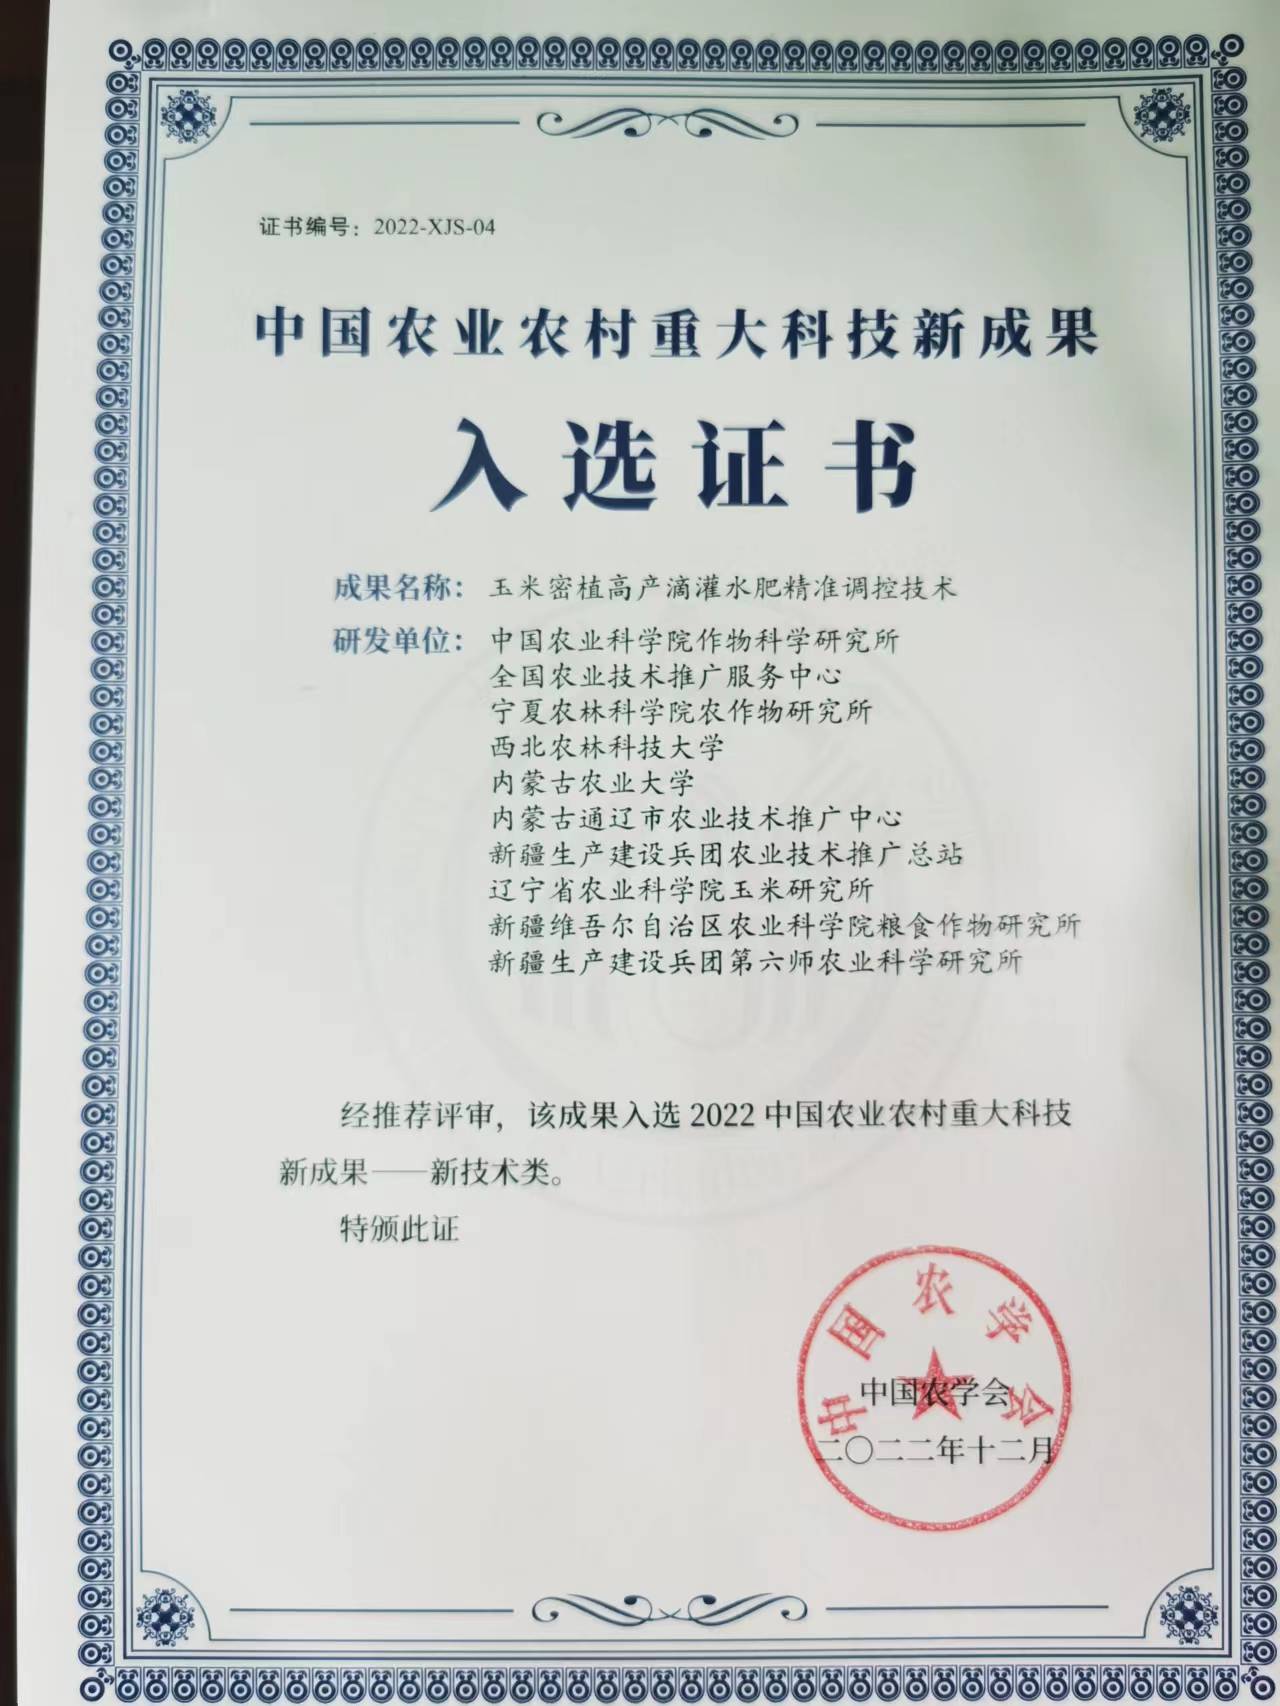 证书编号：2022-XJS-04
中国农业农村重大科技新成果
入选证书
成果名称：玉米密植高产滴灌水肥精准调控技术
研发单位：中国农业科学院作物科学研究所
全国农业技术推广服务中心
宁夏农林科学院农作物研究所
西北农林科技大学
内蒙古农业大学
内蒙古通辽市农业技术推广中心
新疆生产建设兵团农业技术推广总站
辽宁省农业科学院玉米研究所
新疆维吾尔自治区农业科学院粮食作物研究所
新疆生产建设兵团第六师农业科学研究所
经推荐评审，该成果入选 2022 中国农业农村重大科技
新成果——新技术类。
特颁此证
中国农学会
中国农学会
二〇二二年十二月